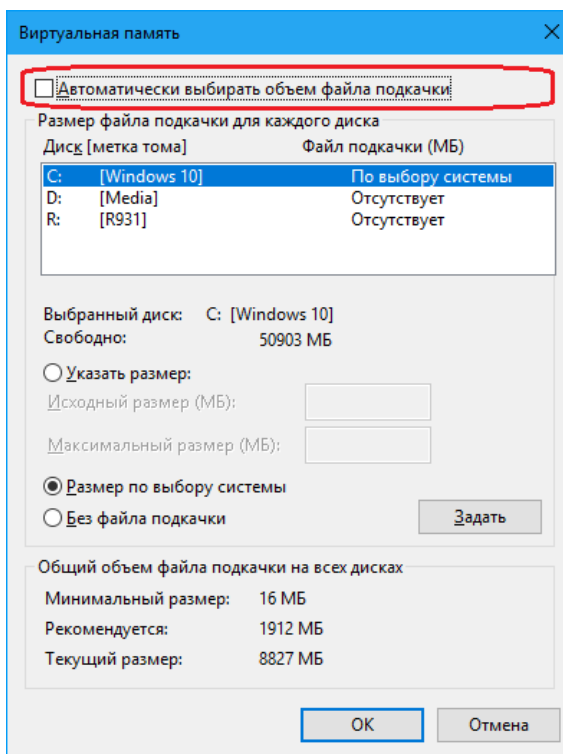 Виртуальная память
Автоматически выбирать объем файла подкачки
Размер файла подкачки для каждого диска
Диск [метка тома] Файл подкачки (МБ)
C: [Windows 10] По выбору системы
D: [Media] Отсутствует
R: [R931] Отсутствует
Выбранный диск: C: [Windows 10]
Свободно: 50903 МБ
Указать размер:
Исходный размер (МБ):
Максимальный размер (МБ):
Размер по выбору системы
Без файла подкачки Задать
Общий объем файла подкачки на всех дисках
Минимальный размер: 16 МБ
Рекомендуется: 1912 МБ
Текущий размер: 8827 МБ
ОК Отмена